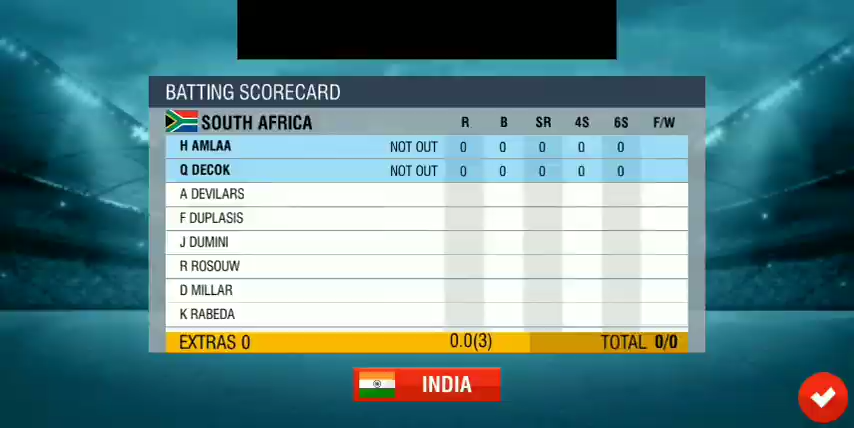 BATTING SCORECARD
SOUTH AFRICA R B SR 4S 6S F/W
H AMLAA NOT OUT 0 0 0 0 0
Q DECOK NOT OUT 0 0 0 0 0
A DEVILARS
F DUPLASIS
J DUMINI
R ROSOUW
D MILLAR
K RABEDA
EXTRAS 0 0.0(3) TOTAL 0/0
INDIA